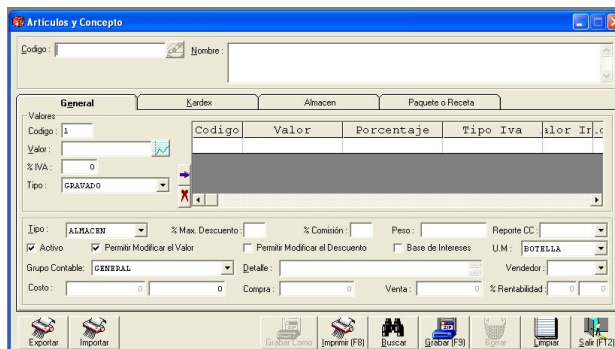 Artículos y Concepto
Codigo : Nombre :
General Kardex Almacen Paquete o Receta
Valores
Codigo : 1
Valor :
% IVA : 0
Tipo : GRAVADO
Codigo Valor Porcentaje Tipo Iva
Tipo : ALMACEN % Max. Descuento : % Comisión : Peso : Reporte CC :
Activo Permitir Modificar el Valor Permitir Modificar el Descuento Base de Intereses U.M : BOTELLA
Grupo Contable: GENERAL Detalle : Vendedor :
Costo : 0 0 Compra : 0 Venta : 0 % Rentabilidad : 0 0
Exportar Importar Grabar Como Imprimir (F8) Buscar Grabar (F9) Borrar Limpiar Salir (F12)